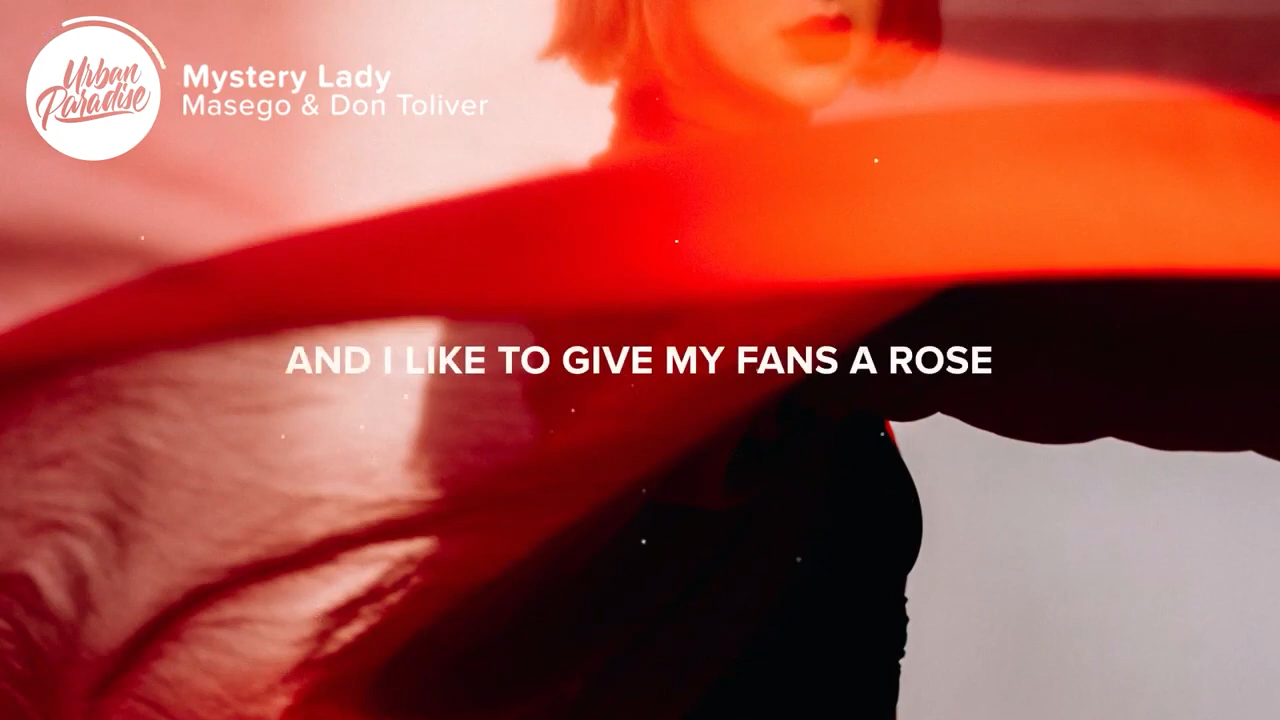 Urban
Paradise
Mystery Lady
Masego & Don Toliver
AND I LIKE TO GIVE MY FANS A ROSE